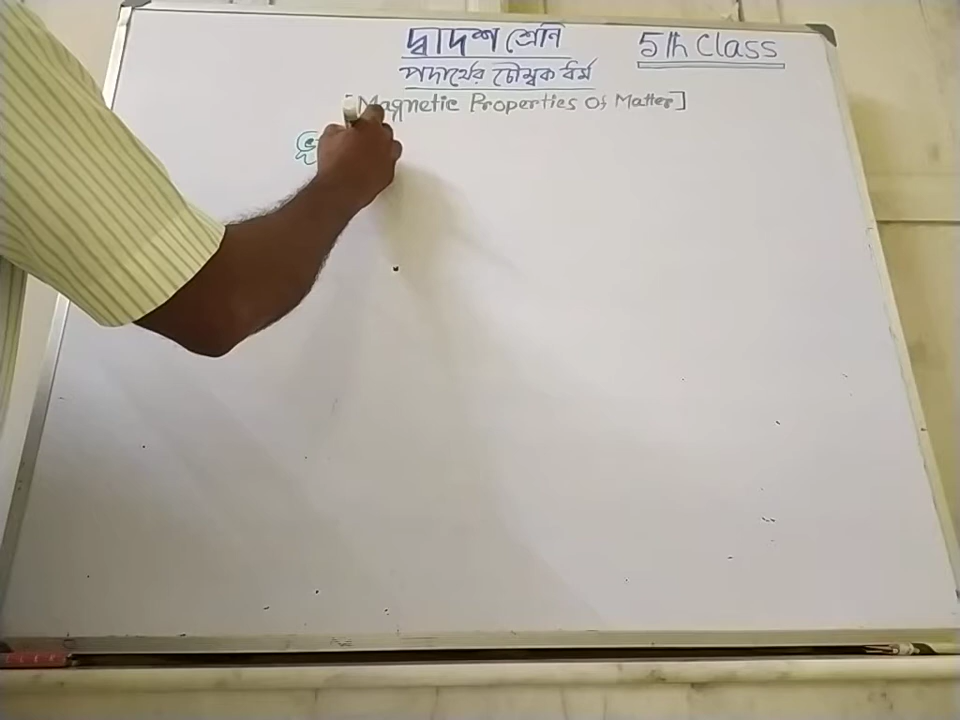 দ্বাদশ শ্রেনি 5th Class
পদার্থের চৌম্বক ধর্ম
[Magnetic Properties Of Matter]
ভূ